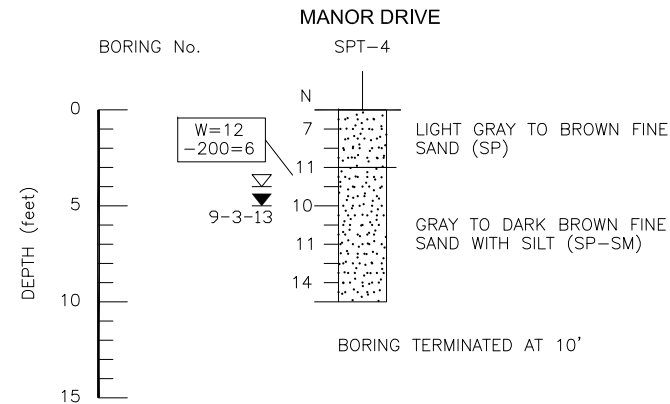 MANOR DRIVE
BORING No.
SPT-4
N
0
7
LIGHT GRAY TO BROWN FINE
SAND (SP)
W=12
-200=6
11
5
10
9-3-13
GRAY TO DARK BROWN FINE
SAND WITH SILT (SP-SM)
11
14
10
DEPTH (feet)
BORING TERMINATED AT 10'
15